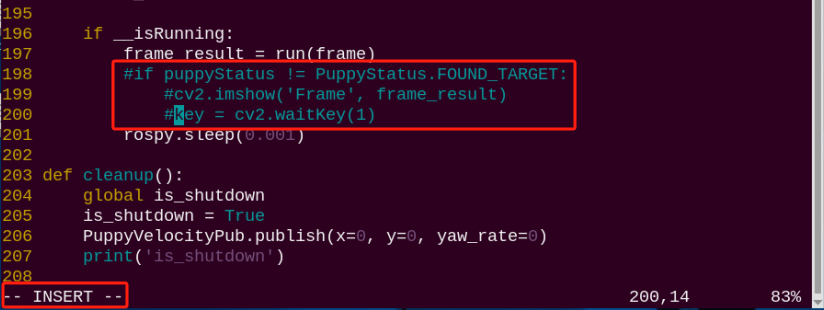 195
196     if __isRunning:
197         frame_result = run(frame)
198         #if puppyStatus != PuppyStatus.FOUND_TARGET:
199             #cv2.imshow('Frame', frame_result)
200             #key = cv2.waitKey(1)
201         rospy.sleep(0.001)
202
203 def cleanup():
204     global is_shutdown
205     is_shutdown = True
206     PuppyVelocityPub.publish(x=0, y=0, yaw_rate=0)
207     print('is_shutdown')
208
-- INSERT --                                                  200,14        83%